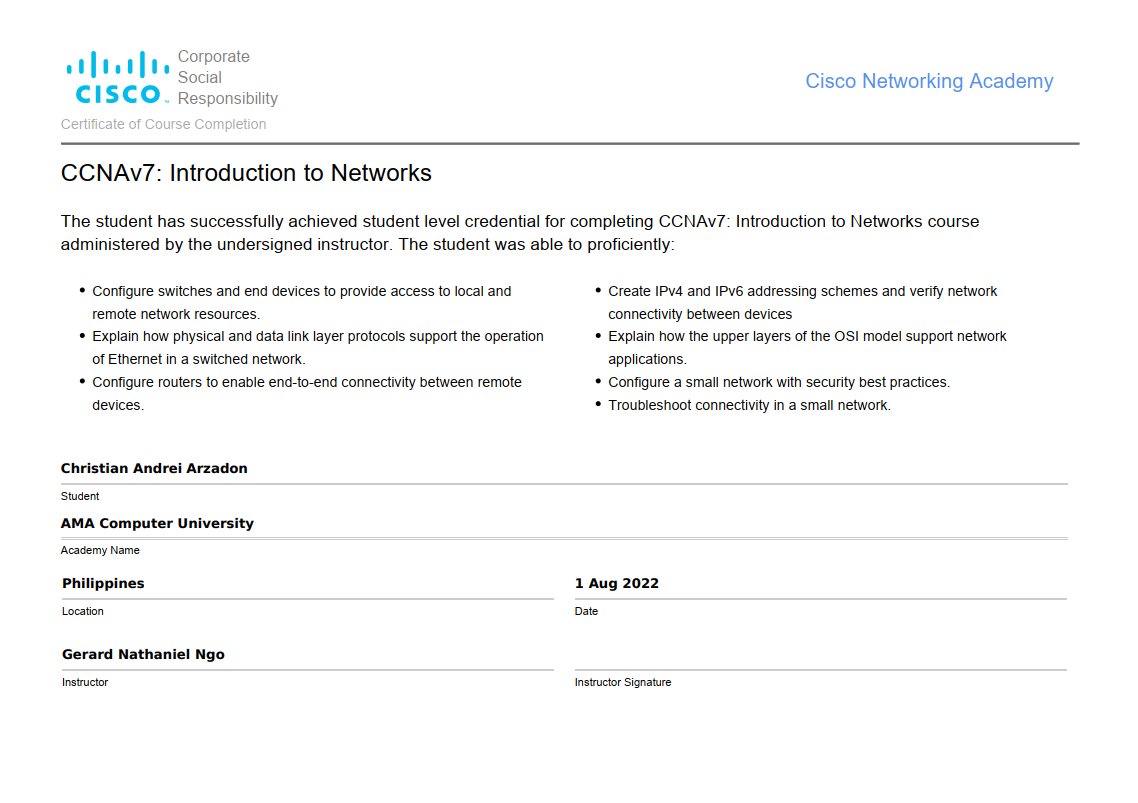 Corporate
Social
CISCO Responsibility
Cisco Networking Academy
Certificate of Course Completion
CCNAv7: Introduction to Networks
The student has successfully achieved student level credential for completing CCNAv7: Introduction to Networks course
administered by the undersigned instructor. The student was able to proficiently:
• Configure switches and end devices to provide access to local and
remote network resources.
• Explain how physical and data link layer protocols support the operation
of Ethernet in a switched network.
• Configure routers to enable end-to-end connectivity between remote
devices.
• Create IPv4 and IPv6 addressing schemes and verify network
connectivity between devices
• Explain how the upper layers of the OSI model support network
applications.
• Configure a small network with security best practices.
• Troubleshoot connectivity in a small network.
Christian Andrei Arzadon
Student
AMA Computer University
Academy Name
Philippines
Location
1 Aug 2022
Date
Gerard Nathaniel Ngo
Instructor
Instructor Signature